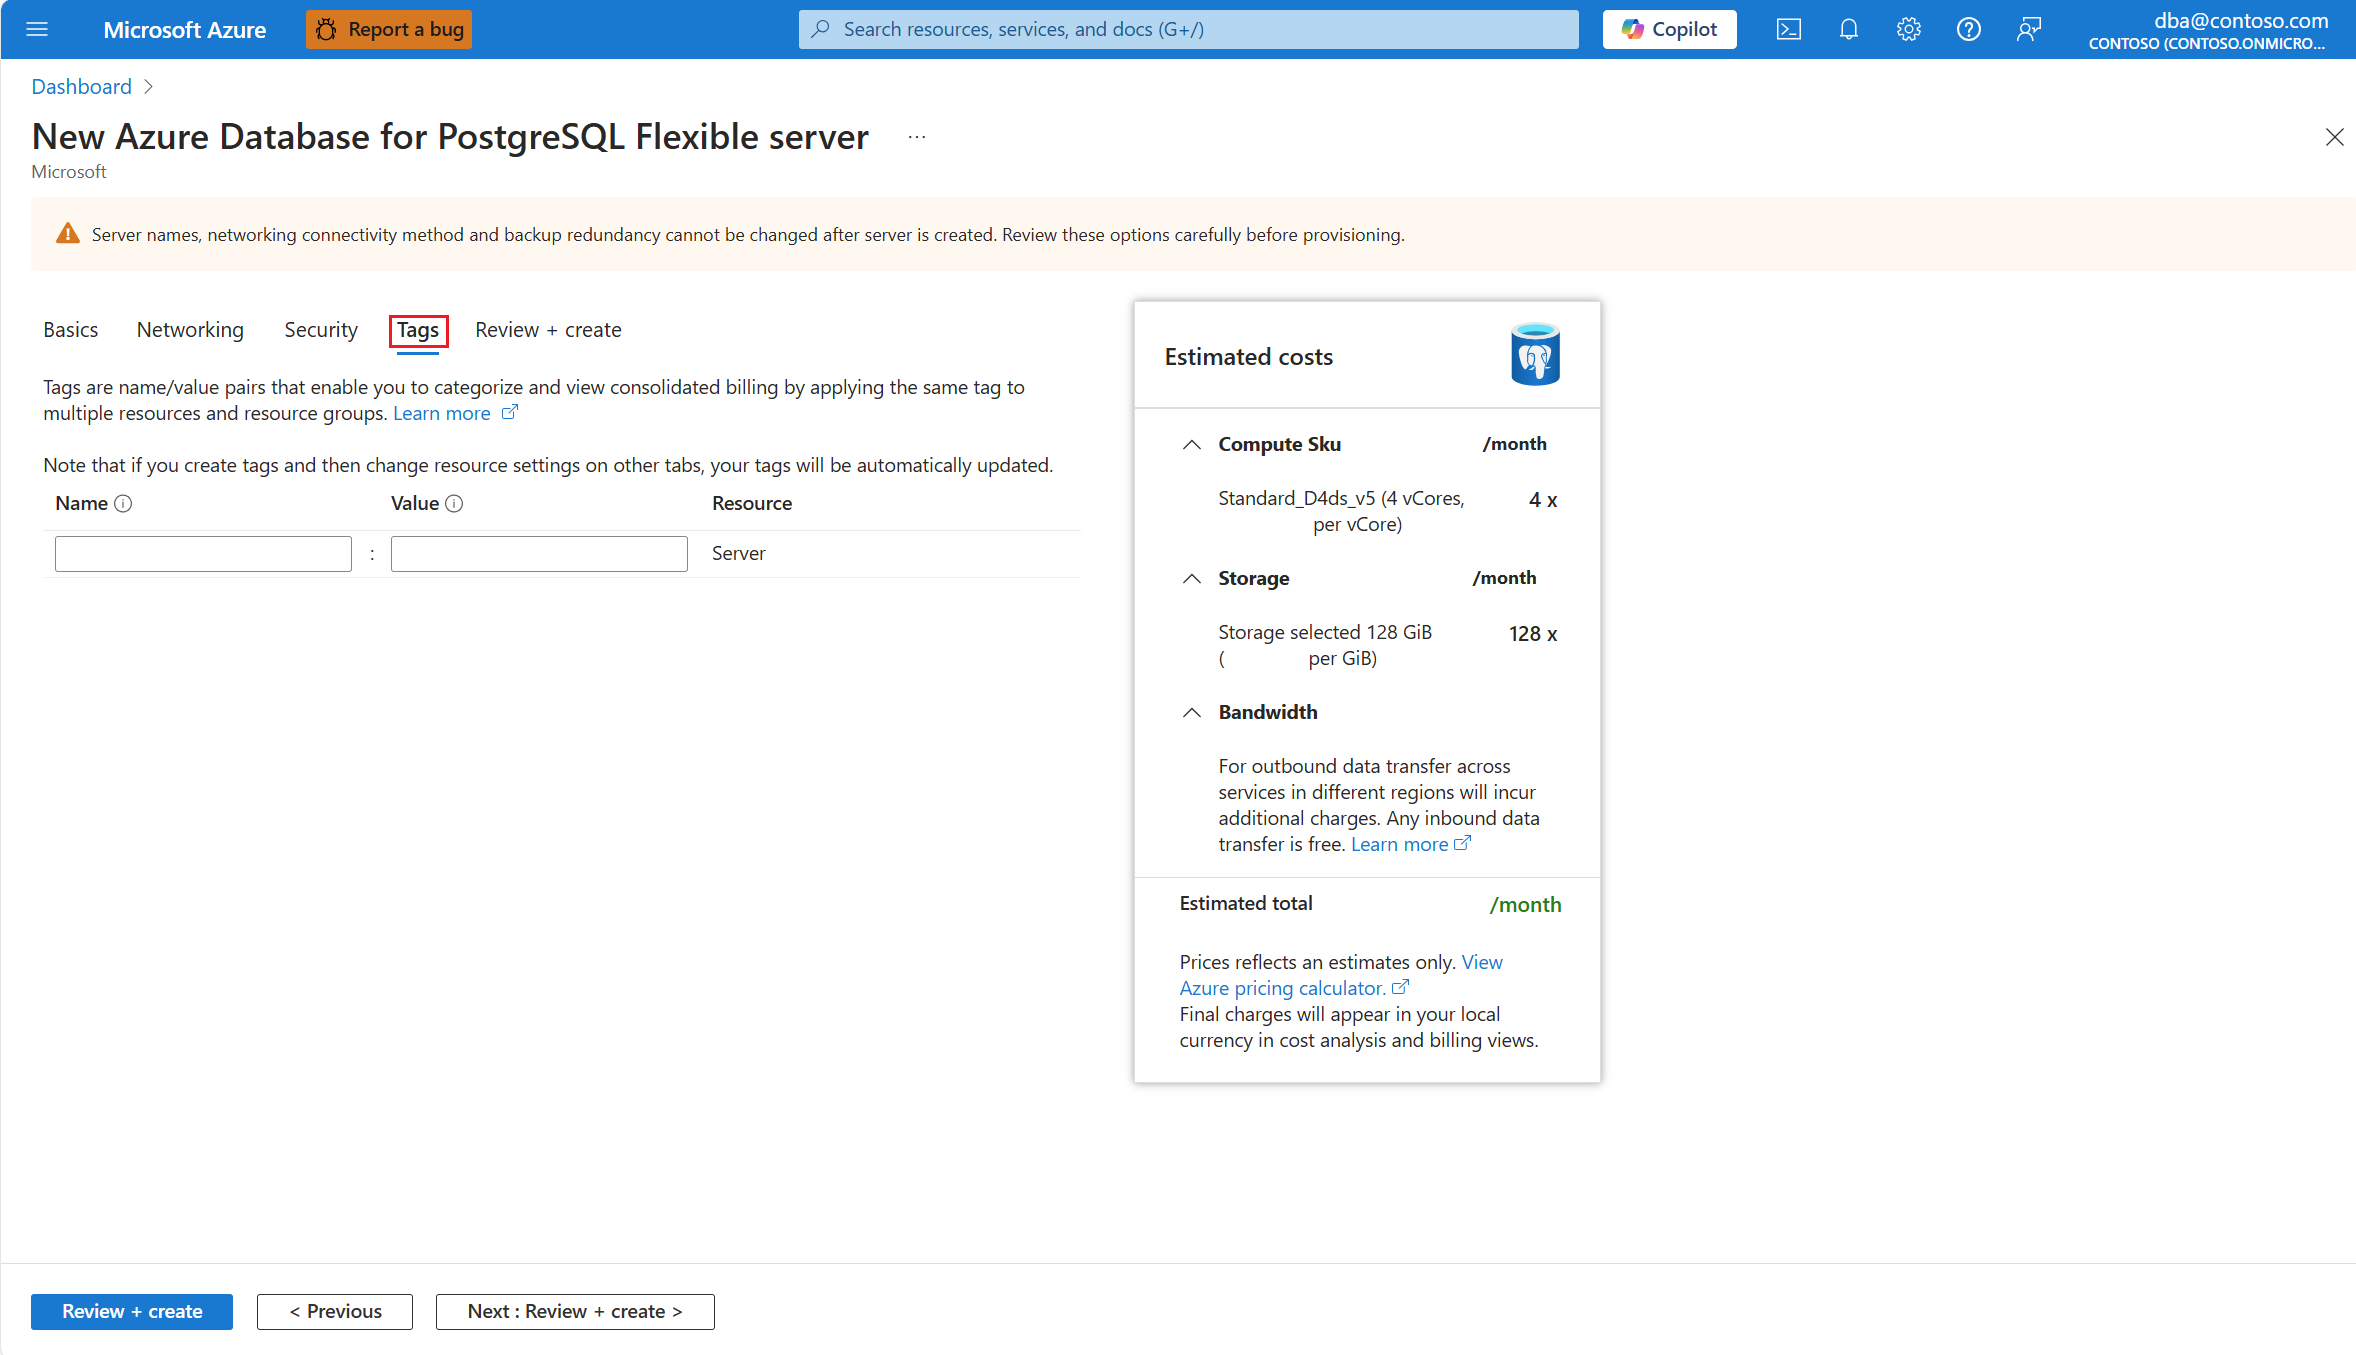 Microsoft Azure
Report a bug
Search resources, services, and docs (G+/)
Copilot
dba@contoso.com
CONTOSO (CONTOSO.ONMICRO...
Dashboard
New Azure Database for PostgreSQL Flexible server ...
Microsoft
Server names, networking connectivity method and backup redundancy cannot be changed after server is created. Review these options carefully before provisioning.
Basics Networking Security Tags Review + create
Tags are name/value pairs that enable you to categorize and view consolidated billing by applying the same tag to
multiple resources and resource groups. Learn more
Note that if you create tags and then change resource settings on other tabs, your tags will be automatically updated.
Name Value Resource
: Server
Estimated costs
Compute Sku /month
Standard_D4ds_v5 (4 vCores, 4 x
per vCore)
Storage /month
Storage selected 128 GiB 128 x
( per GiB)
Bandwidth
For outbound data transfer across
services in different regions will incur
additional charges. Any inbound data
transfer is free. Learn more
Estimated total /month
Prices reflects an estimates only. View
Azure pricing calculator.
Final charges will appear in your local
currency in cost analysis and billing views.
Review + create
< Previous
Next : Review + create >